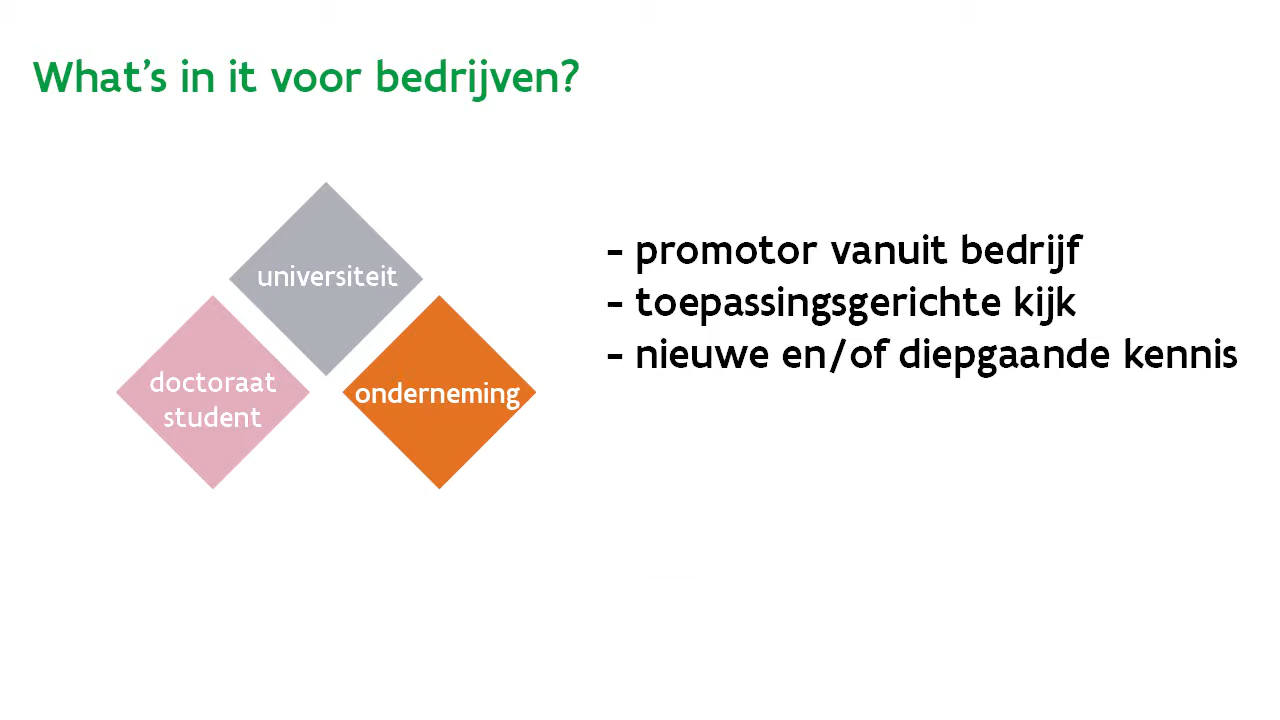 What's in it voor bedrijven?
universiteit
doctoraat
student
onderneming
- promotor vanuit bedrijf
- toepassingsgerichte kijk
- nieuwe en/of diepgaande kennis